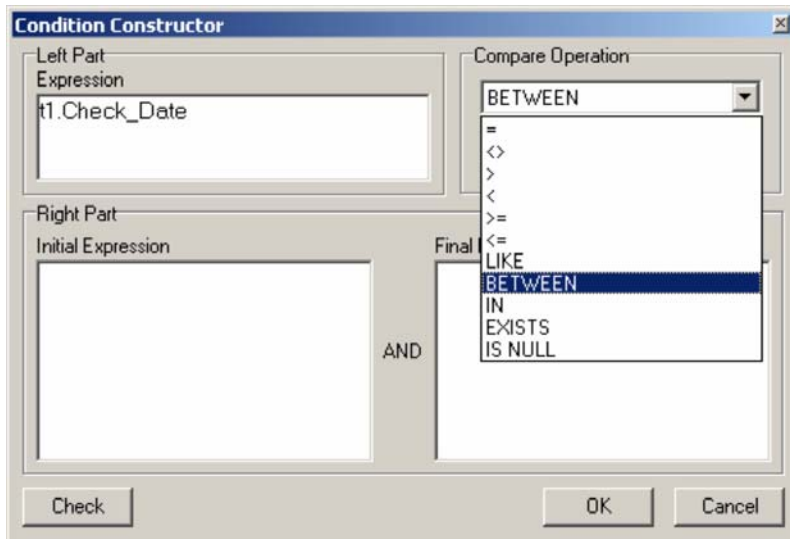 Condition Constructor
Left Part
Expression
t1.Check_Date
Compare Operation
BETWEEN
=
<>
>
<
>=
<=
LIKE
BETWEEN
IN
EXISTS
IS NULL
Right Part
Initial Expression
Final
AND
Check
OK
Cancel